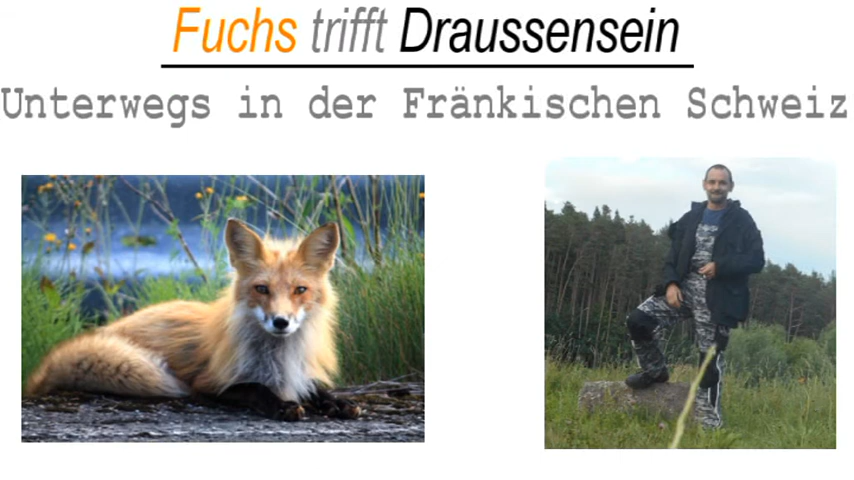 Fuchs trifft Draussensein
Unterwegs in der Fränkischen Schweiz